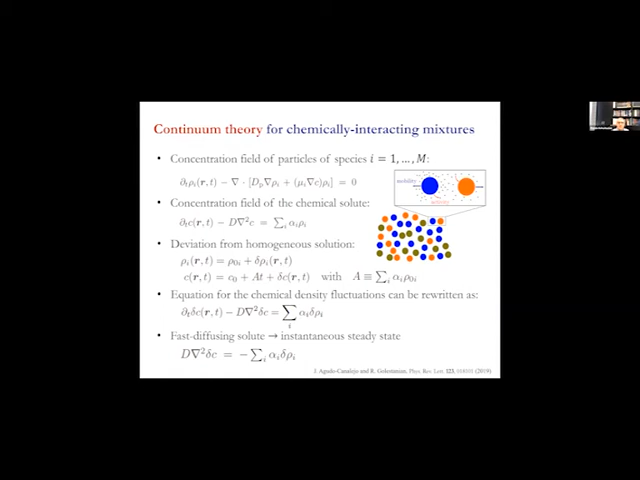 Continuum theory for chemically-interacting mixtures
• Concentration field of particles of species i = 1, ..., M:
∂ₜρᵢ(r, t) − ∇ · [Dₚ∇ρᵢ + (μᵢ∇c)ρᵢ] = 0
mobility
activity
• Concentration field of the chemical solute:
∂ₜc(r, t) − D∇²c = ∑ᵢ αᵢρᵢ
• Deviation from homogeneous solution:
ρᵢ(r, t) = ρ₀ᵢ + δρᵢ(r, t)
c(r, t) = c₀ + At + δc(r, t) with A ≡ ∑ᵢ αᵢρ₀ᵢ
• Equation for the chemical density fluctuations can be rewritten as:
∂ₜδc(r, t) − D∇²δc = ∑ᵢ αᵢδρᵢ
• Fast-diffusing solute → instantaneous steady state
D∇²δc = −∑ᵢ αᵢδρᵢ
J. Agudo-Canalejo and R. Golestanian, Phys. Rev. Lett. 123, 018101 (2019)